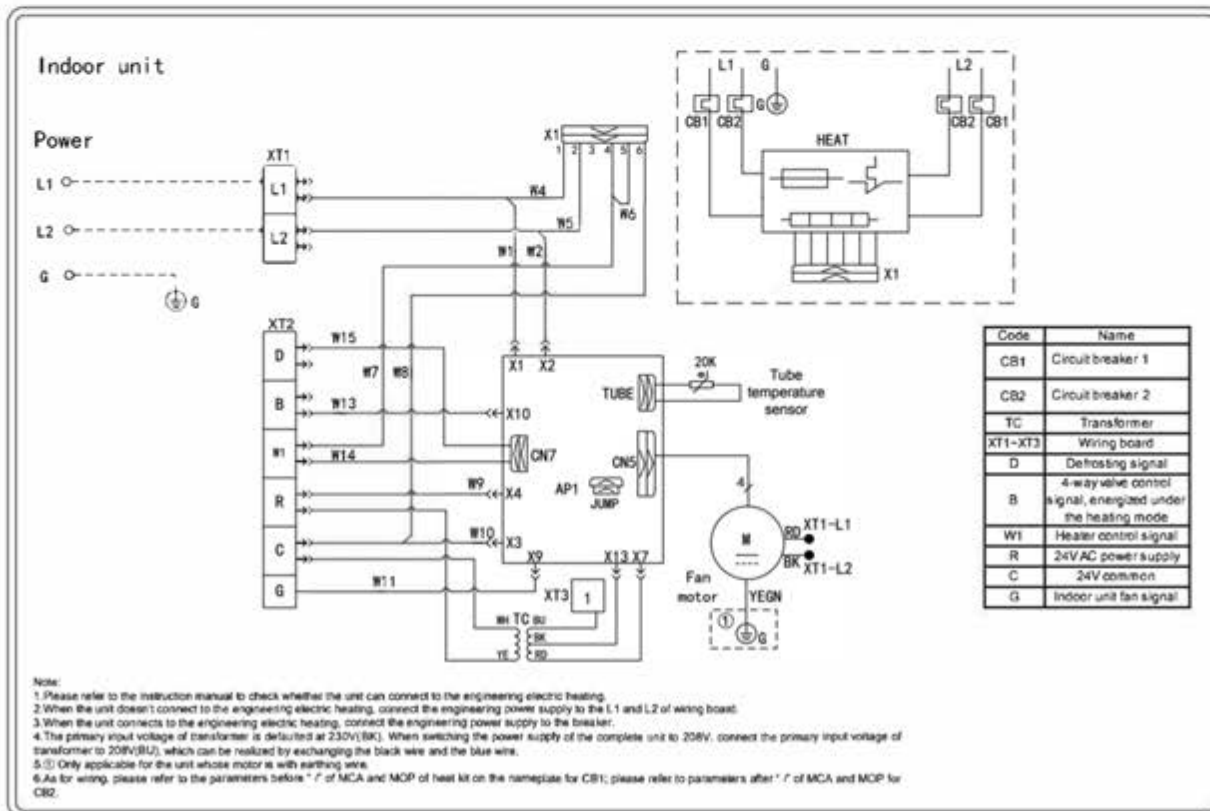 Indoor unit
Power
L1
L2
G
G
XT1
L1
L2
X1
1 2 3 4 5 6
W4
W5
W6
W1
W2
L1 G L2
CB1 CB2 G CB2 CB1
HEAT
X1
XT2
D
B
W1
R
C
G
W15
W7
W8
W13
W14
W9
W10
W11
X1 X2
X10
CN7
X4
X3
X9 X13 X7
AP1
JUMP
TUBE
CN5
20K
Tube
temperature
sensor
4
M
RD XT1-L1
BK XT1-L2
Fan
motor
YEGN
① G
XT3 1
WH TC BU
BK
YE RD
Code Name
CB1 Circuit breaker 1
CB2 Circuit breaker 2
TC Transformer
XT1-XT3 Wiring board
D Defrosting signal
B 4-way valve control
signal, energized under
the heating mode
W1 Heater control signal
R 24V AC power supply
C 24V common
G Indoor unit fan signal
Note:
1.Please refer to the instruction manual to check whether the unit can connect to the engineering electric heating.
2.When the unit doesn't connect to the engineering electric heating, connect the engineering power supply to the L1 and L2 of wiring board.
3.When the unit connects to the engineering electric heating, connect the engineering power supply to the breaker.
4.The primary input voltage of transformer is defaulted at 230V(BK). When switching the power supply of the complete unit to 208V, connect the primary input voltage of
transformer to 208V(BU), which can be realized by exchanging the black wire and the blue wire.
5.① Only applicable for the unit whose motor is with earthing wire.
6.As for wiring, please refer to the parameters before "/" of MCA and MOP of heat kit on the nameplate for CB1; please refer to parameters after "/" of MCA and MOP for
CB2.